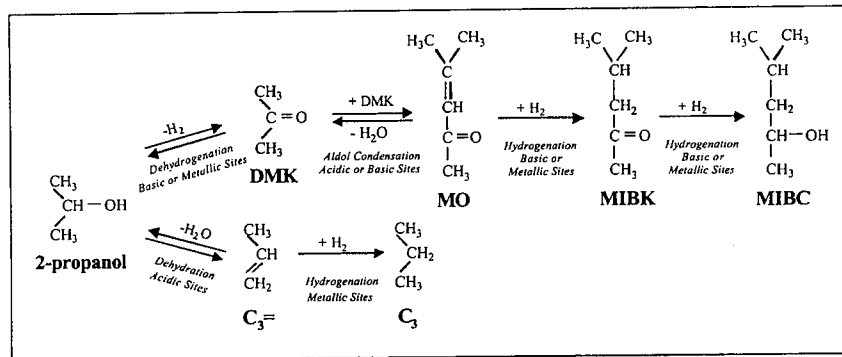 CH₃
CH
OH
CH₃
2-propanol
-H₂
Dehydrogenation
Basic or Metallic Sites
CH₃
C=O
CH₃
DMK
+ DMK
- H₂O
Aldol Condensation
Acidic or Basic Sites
H₃C CH₃
C
CH
C=O
CH₃
MO
+ H₂
Hydrogenation
Basic or
Metallic Sites
H₃C CH₃
CH
CH₂
C=O
CH₃
MIBK
+ H₂
Hydrogenation
Basic or
Metallic Sites
H₃C CH₃
CH
CH₂
CH-OH
CH₃
MIBC
-H₂O
Dehydration
Acidic Sites
CH₃
CH
CH₂
C₃=
+ H₂
Hydrogenation
Metallic Sites
CH₃
CH₂
CH₃
C₃